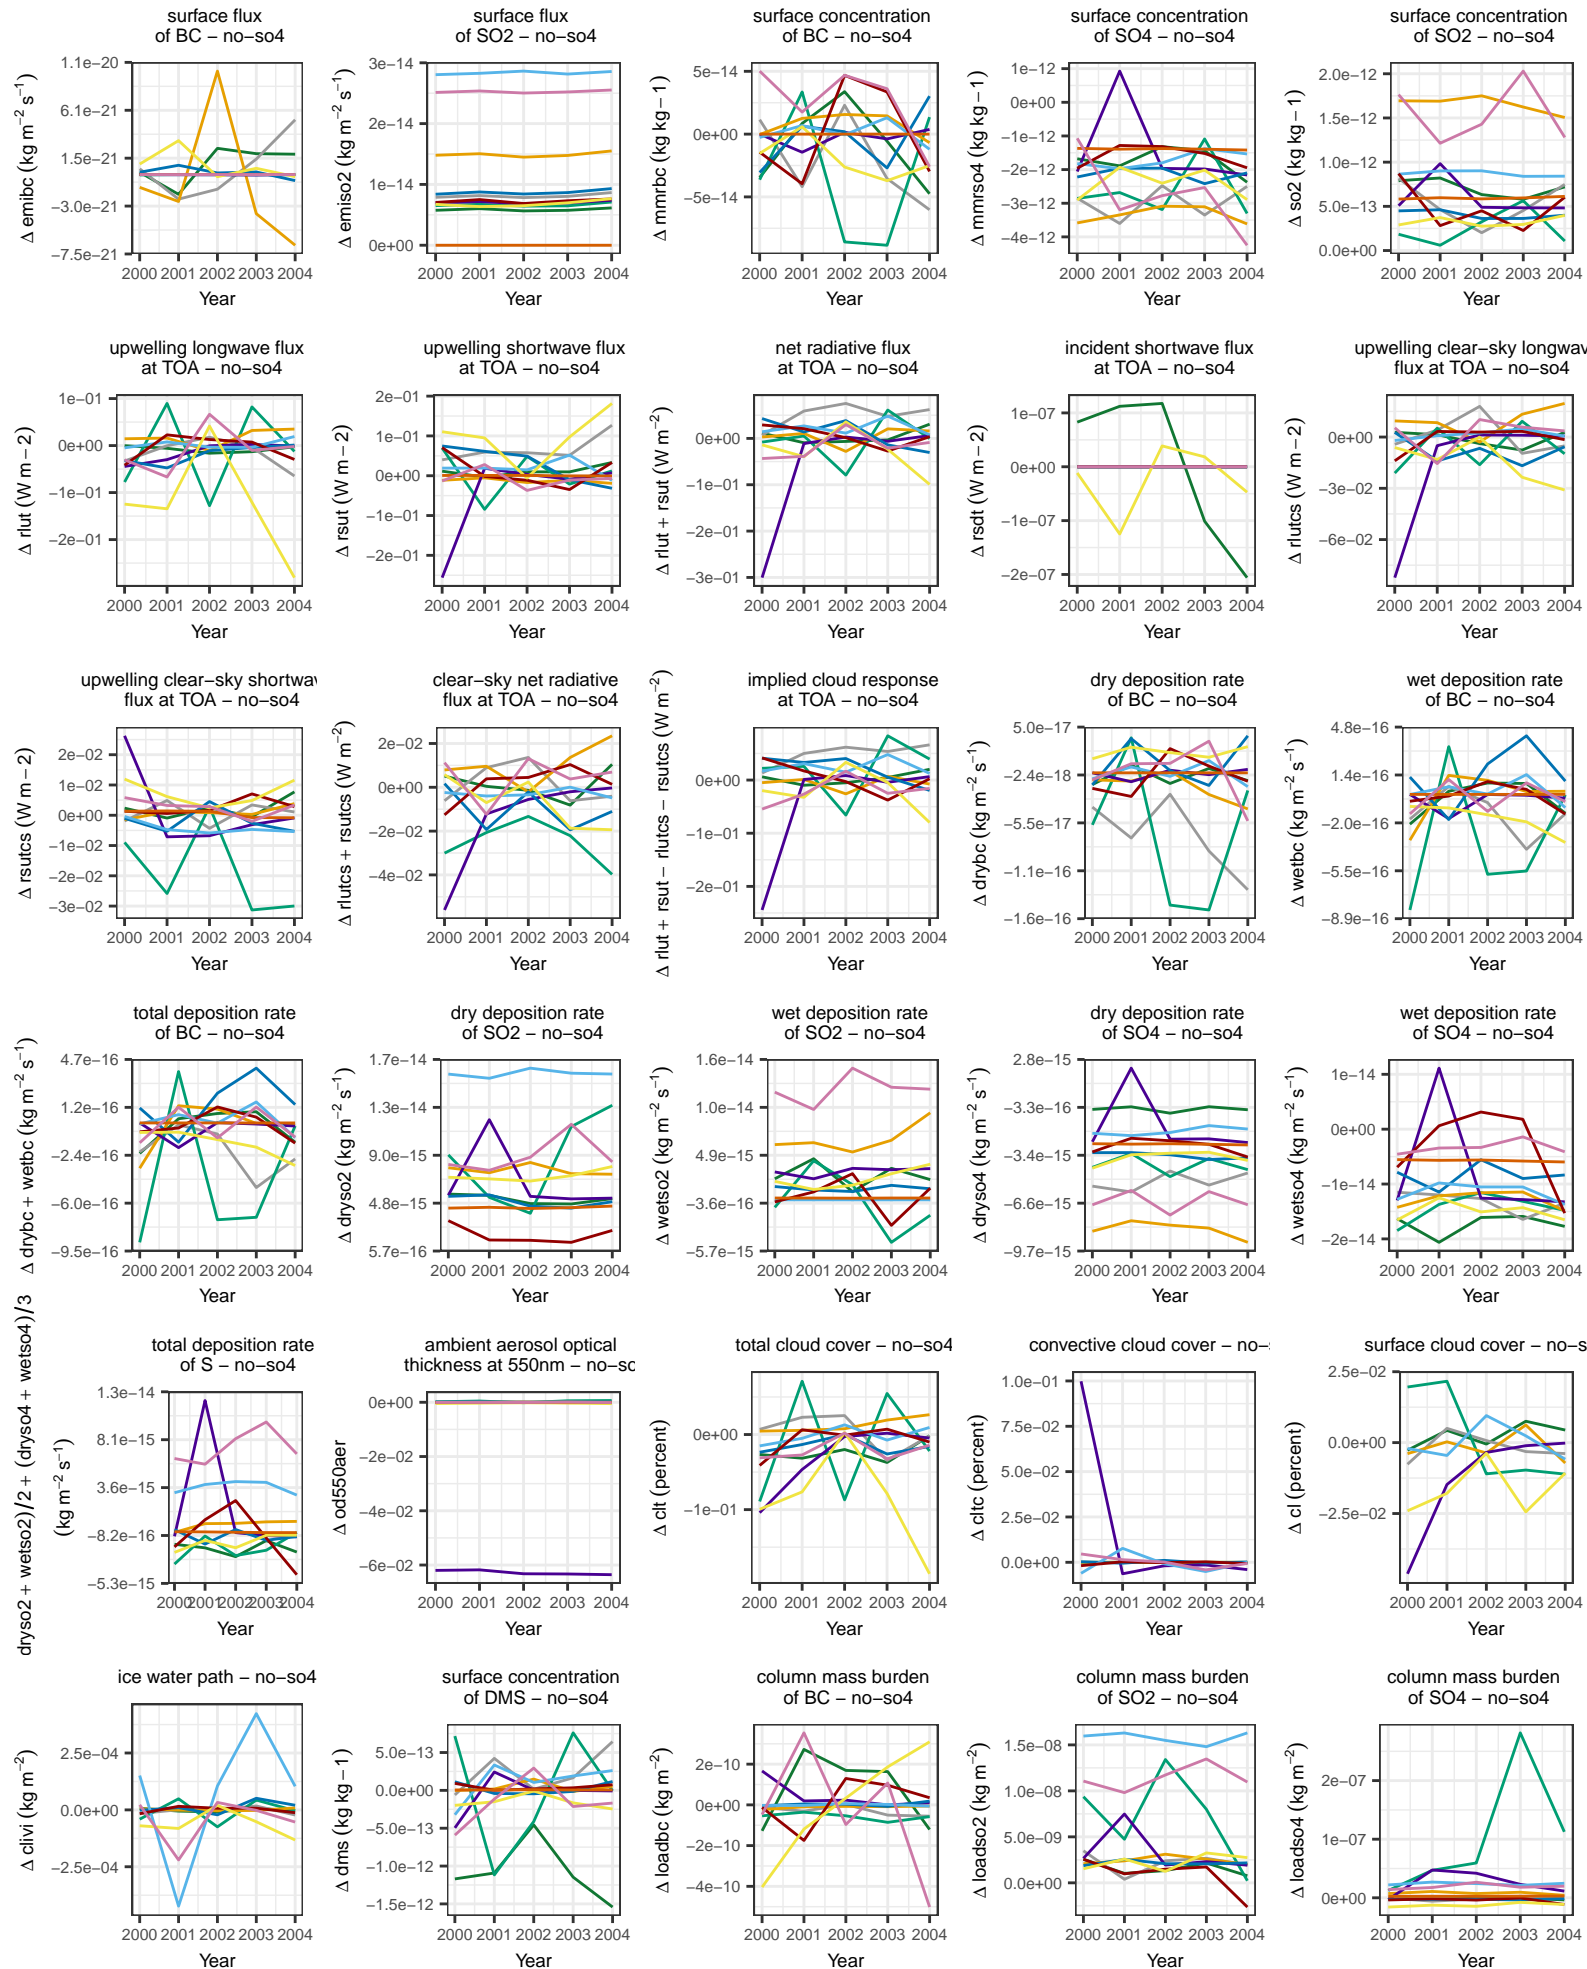 surface flux
of BC − no−so4
Δ emibc (kg m−2 s−1)
1.1e−20
6.1e−21
1.5e−21
−3.0e−21
−7.5e−21
2000 2001 2002 2003 2004
Year
surface flux
of SO2 − no−so4
Δ emiso2 (kg m−2 s−1)
3e−14
2e−14
1e−14
0e+00
2000 2001 2002 2003 2004
Year
surface concentration
of BC − no−so4
Δ mmrbc (kg kg−1)
5e−14
0e+00
−5e−14
2000 2001 2002 2003 2004
Year
surface concentration
of SO4 − no−so4
Δ mmrso4 (kg kg−1)
1e−12
0e+00
−1e−12
−2e−12
−3e−12
−4e−12
2000 2001 2002 2003 2004
Year
surface concentration
of SO2 − no−so4
Δ so2 (kg kg−1)
2.0e−12
1.5e−12
1.0e−12
5.0e−13
0.0e+00
2000 2001 2002 2003 2004
Year
upwelling longwave flux
at TOA − no−so4
Δ rlut (W m−2)
1e−01
0e+00
−1e−01
−2e−01
2000 2001 2002 2003 2004
Year
upwelling shortwave flux
at TOA − no−so4
Δ rsut (W m−2)
2e−01
1e−01
0e+00
−1e−01
−2e−01
2000 2001 2002 2003 2004
Year
net radiative flux
at TOA − no−so4
Δ rlut + rsut (W m−2)
0e+00
−1e−01
−2e−01
−3e−01
2000 2001 2002 2003 2004
Year
incident shortwave flux
at TOA − no−so4
Δ rsdt (W m−2)
1e−07
0e+00
−1e−07
−2e−07
2000 2001 2002 2003 2004
Year
upwelling clear−sky longwav
flux at TOA − no−so4
Δ rlutcs (W m−2)
0e+00
−3e−02
−6e−02
2000 2001 2002 2003 2004
Year
upwelling clear−sky shortwav
flux at TOA − no−so4
Δ rsutcs (W m−2)
2e−02
1e−02
0e+00
−1e−02
−2e−02
−3e−02
2000 2001 2002 2003 2004
Year
clear−sky net radiative
flux at TOA − no−so4
Δ rlutcs + rsutcs (W m−2)
2e−02
0e+00
−2e−02
−4e−02
2000 2001 2002 2003 2004
Year
implied cloud response
at TOA − no−so4
Δ rlut + rsut − rlutcs − rsutcs (W m−2)
0e+00
−1e−01
−2e−01
2000 2001 2002 2003 2004
Year
dry deposition rate
of BC − no−so4
Δ drybc (kg m−2 s−1)
5.0e−17
−2.4e−18
−5.5e−17
−1.1e−16
−1.6e−16
2000 2001 2002 2003 2004
Year
wet deposition rate
of BC − no−so4
Δ wetbc (kg m−2 s−1)
4.8e−16
1.4e−16
−2.0e−16
−5.5e−16
−8.9e−16
2000 2001 2002 2003 2004
Year
total deposition rate
of BC − no−so4
Δ drybc + wetbc (kg m−2 s−1)
4.7e−16
1.2e−16
−2.4e−16
−6.0e−16
−9.5e−16
2000 2001 2002 2003 2004
Year
dry deposition rate
of SO2 − no−so4
Δ dryso2 (kg m−2 s−1)
1.7e−14
1.3e−14
9.0e−15
4.8e−15
5.7e−16
2000 2001 2002 2003 2004
Year
wet deposition rate
of SO2 − no−so4
Δ wetso2 (kg m−2 s−1)
1.6e−14
1.0e−14
4.9e−15
−3.6e−16
−5.7e−15
2000 2001 2002 2003 2004
Year
dry deposition rate
of SO4 − no−so4
Δ dryso4 (kg m−2 s−1)
2.8e−15
−3.3e−16
−3.4e−15
−6.6e−15
−9.7e−15
2000 2001 2002 2003 2004
Year
wet deposition rate
of SO4 − no−so4
Δ wetso4 (kg m−2 s−1)
1e−14
0e+00
−1e−14
−2e−14
2000 2001 2002 2003 2004
Year
total deposition rate
of S − no−so4
dryso2 + wetso2)/2 + (dryso4 + wetso4)/3
(kg m−2 s−1)
1.3e−14
8.1e−15
3.6e−15
−8.2e−16
−5.3e−15
2000 2001 2002 2003 2004
Year
ambient aerosol optical
thickness at 550nm − no−so
Δ od550aer
0e+00
−2e−02
−4e−02
−6e−02
2000 2001 2002 2003 2004
Year
total cloud cover − no−so4
Δ clt (percent)
0e+00
−1e−01
2000 2001 2002 2003 2004
Year
convective cloud cover − no−s
Δ cltc (percent)
1.0e−01
7.5e−02
5.0e−02
2.5e−02
0.0e+00
2000 2001 2002 2003 2004
Year
surface cloud cover − no−s
Δ cl (percent)
2.5e−02
0.0e+00
−2.5e−02
2000 2001 2002 2003 2004
Year
ice water path − no−so4
Δ clivi (kg m−2)
2.5e−04
0.0e+00
−2.5e−04
2000 2001 2002 2003 2004
Year
surface concentration
of DMS − no−so4
Δ dms (kg kg−1)
5.0e−13
0.0e+00
−5.0e−13
−1.0e−12
−1.5e−12
2000 2001 2002 2003 2004
Year
column mass burden
of BC − no−so4
Δ loadbc (kg m−2)
2e−10
0e+00
−2e−10
−4e−10
2000 2001 2002 2003 2004
Year
column mass burden
of SO2 − no−so4
Δ loadso2 (kg m−2)
1.5e−08
1.0e−08
5.0e−09
0.0e+00
2000 2001 2002 2003 2004
Year
column mass burden
of SO4 − no−so4
Δ loadso4 (kg m−2)
2e−07
1e−07
0e+00
2000 2001 2002 2003 2004
Year